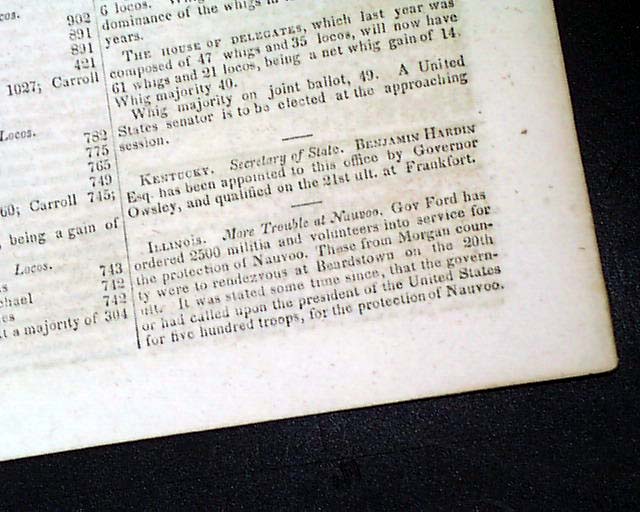 cos. 902
891
891
421
1027; Carroll
Locos.
782
775
765
749
60; Carroll 745;
being a gain of
Locos.
s 743
742
chael 742
es
at a majority of 304
6 locos.
dominance of the whigs in
years.
THE HOUSE OF DELEGATES, which last year was
composed of 47 whigs and 35 locos, will now have
61 whigs and 21 locos, being a net whig gain of 14.
Whig majority 40.
Whig majority on joint ballot, 49. A United
States senator is to be elected at the approaching
session.
KENTUCKY. Secretary of State. BENJAMIN HARDIN
Esq. has been appointed to this office by Governor
Owsley, and qualified on the 21st ult. at Frankfort.
ILLINOIS. More Trouble at Nauvoo. Gov Ford has
ordered 2500 militia and volunteers into service for
the protection of Nauvoo. These from Morgan coun-
ty were to rendezvous at Beardstown on the 20th
ult. It was stated some time since, that the govern-
or had called upon the president of the United States
for five hundred troops, for the protection of Nauvoo.